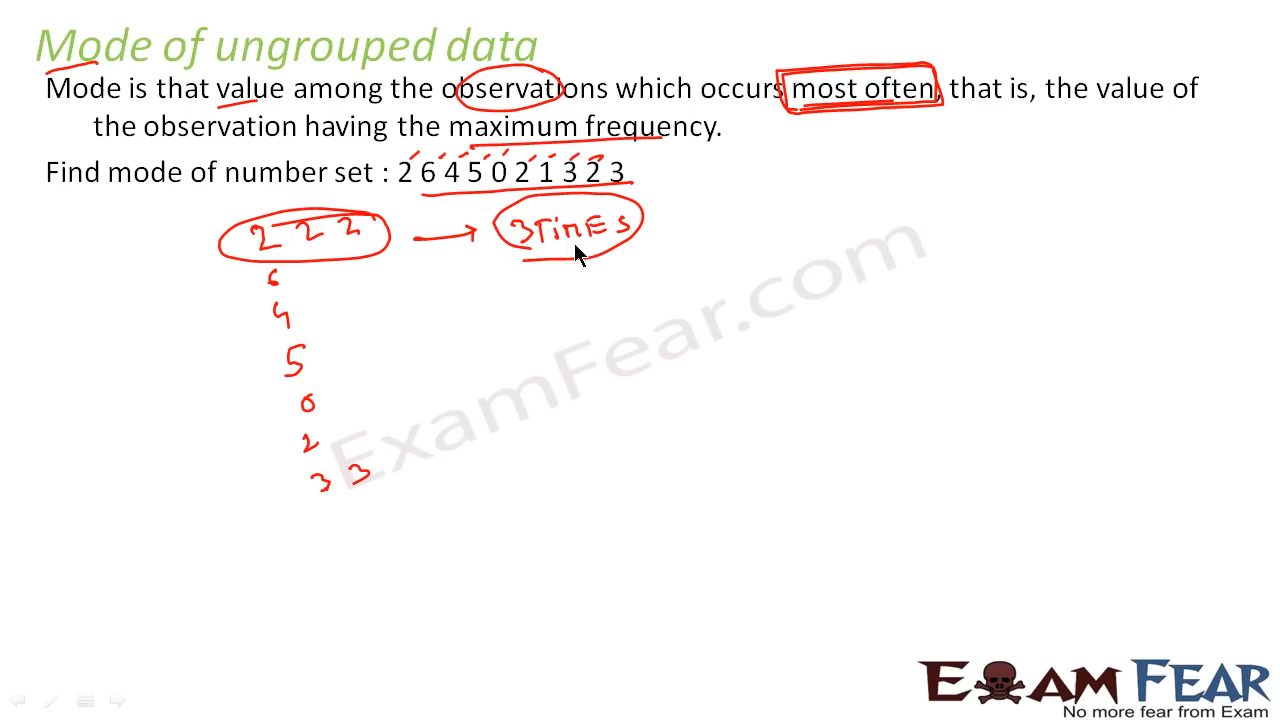 Mode of ungrouped data
Mode is that value among the observations which occurs most often, that is, the value of
the observation having the maximum frequency.
Find mode of number set : 2 6 4 5 0 2 1 3 2 3
2 2 2 → 3TimES
6
4
5
0
2
3 3
ExamFear.com
EXAM FEAR
No more fear from Exam